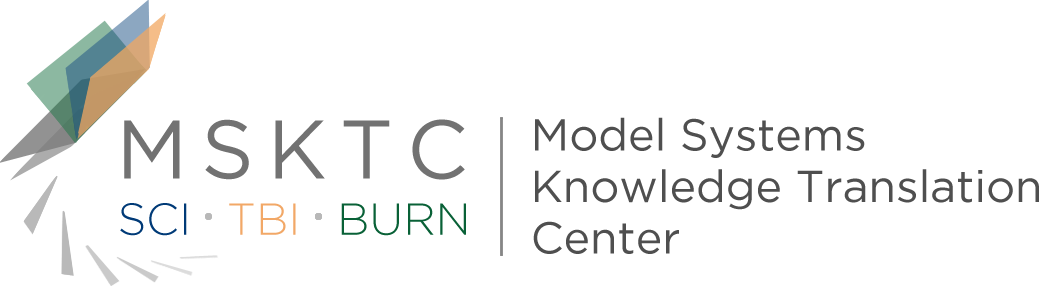 MSKTC
SCI · TBI · BURN
Model Systems
Knowledge Translation
Center